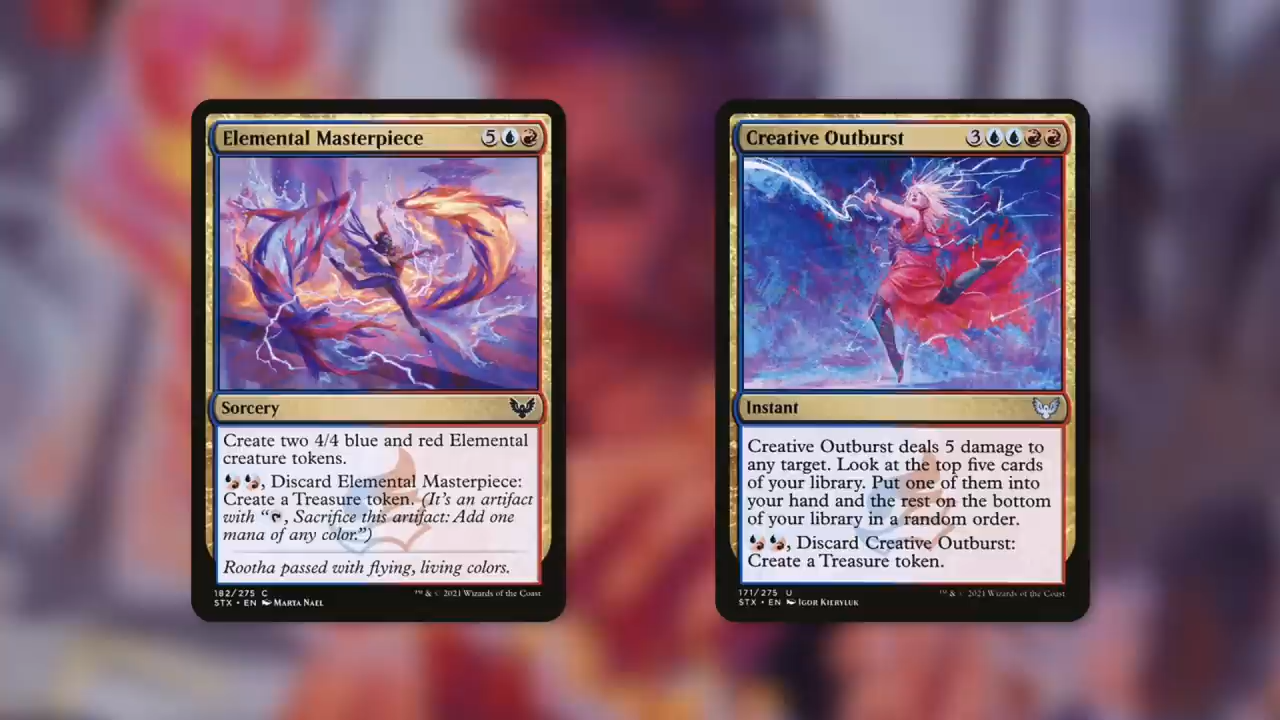 Elemental Masterpiece 5
Sorcery
Create two 4/4 blue and red Elemental
creature tokens.
, Discard Elemental Masterpiece:
Create a Treasure token. (It's an artifact
with “, Sacrifice this artifact: Add one
mana of any color.”)
Rootha passed with flying, living colors.
182/275 C
STX • EN Marta Nael
™ & © 2021 Wizards of the Coast
Creative Outburst 3
Instant
Creative Outburst deals 5 damage to
any target. Look at the top five cards
of your library. Put one of them into
your hand and the rest on the bottom
of your library in a random order.
, Discard Creative Outburst:
Create a Treasure token.
171/275 U
STX • EN Igor Kieryluk
™ & © 2021 Wizards of the Coast